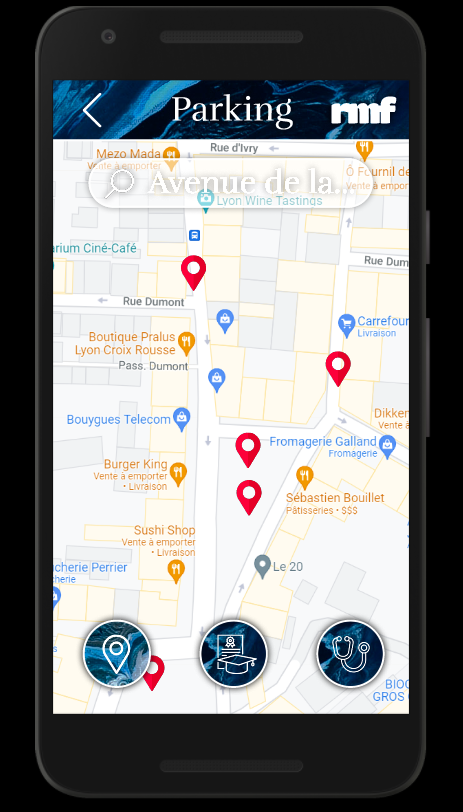 Parking
rmf
Rue d'Ivry
Mezo Mada
Vente à emporter
Ô Fournil de
Vente à empor
Avenue de la...
Lyon Wine Tastings
arium Ciné-Café
Rue Dum
Rue Dumont
Carrefour
Livraison
Boutique Pralus
Lyon Croix Rousse
Pass. Dumont
Bouygues Telecom
Dikken
Vente à
Fromagerie Galland
Fromagerie
Burger King
Vente à emporter
• Livraison
Sébastien Bouillet
Pâtisseries • $$$
Sushi Shop
Vente à emporter
• Livraison
Le 20
cherie Perrier
cherie
BIOC
GROS C